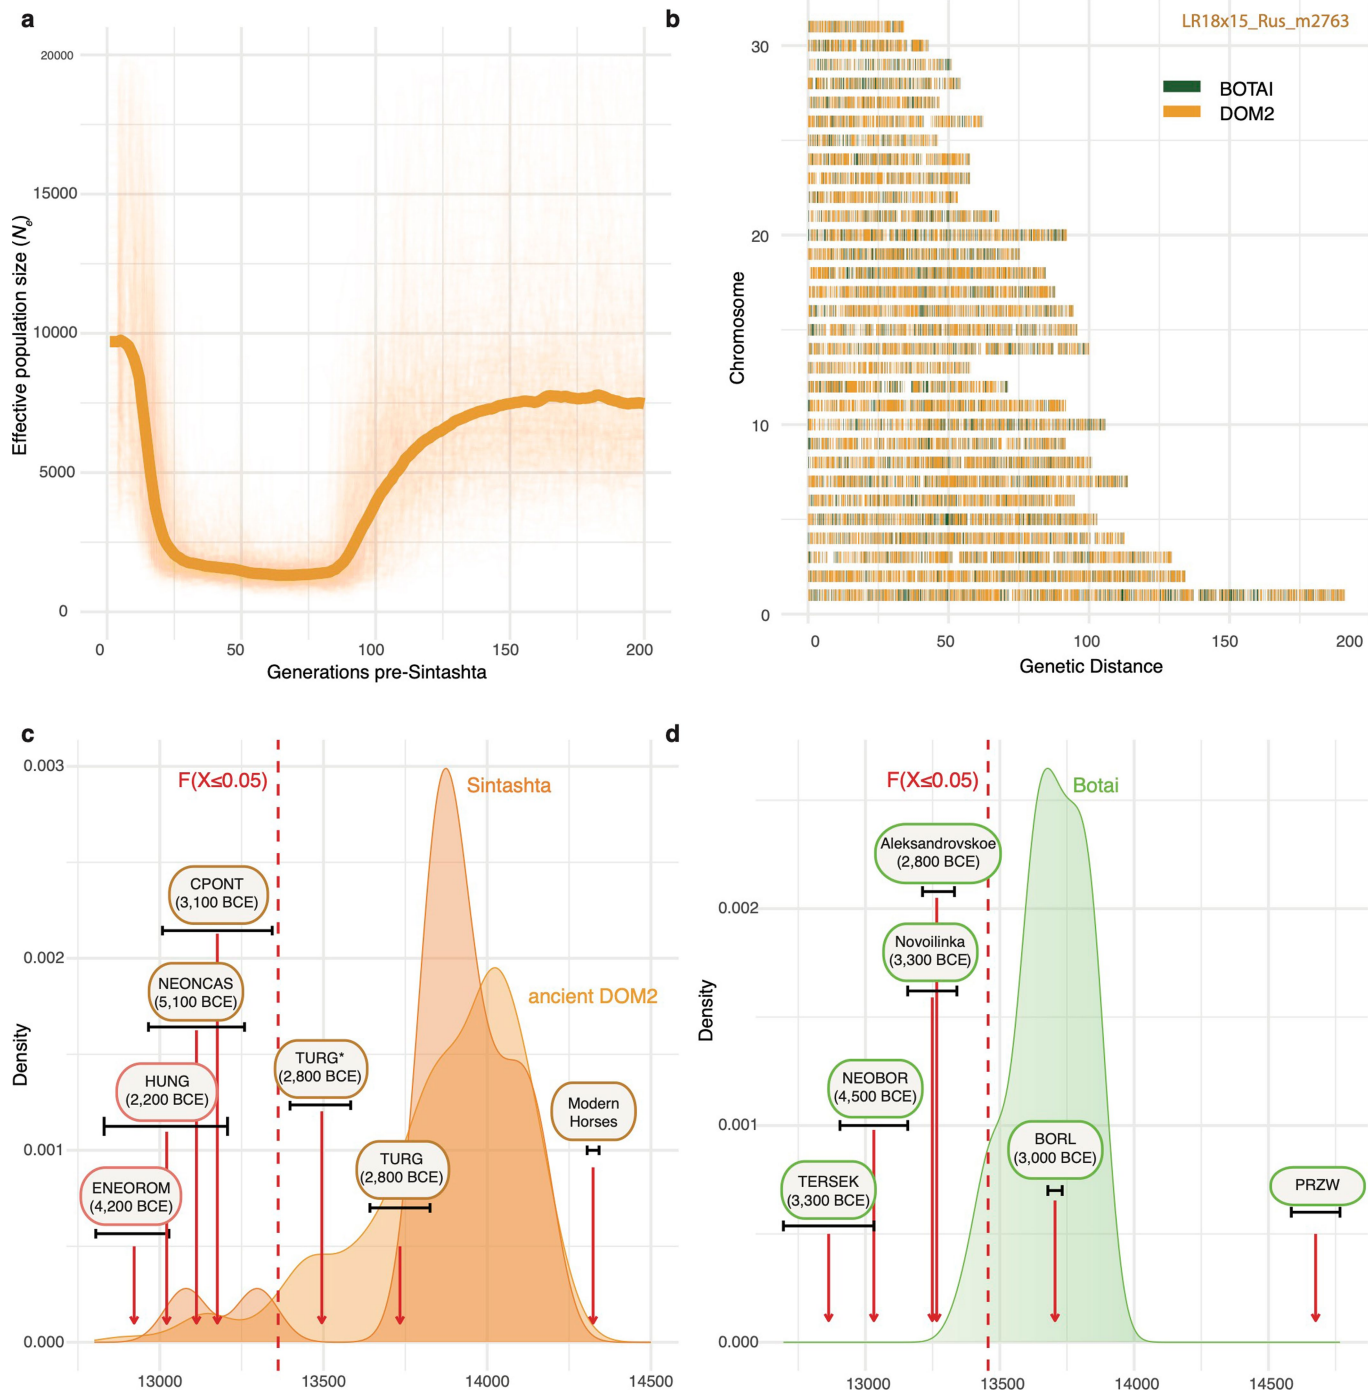 a
20000
15000
10000
5000
0
Effective population size (Nₑ)
0 50 100 150 200
Generations pre-Sintashta
b
LR18x15_Rus_m2763
BOTAI
DOM2
30
20
10
0
Chromosome
0 50 100 150 200
Genetic Distance
c
F(X≤0.05)
Sintashta
ancient DOM2
CPONT
(3,100 BCE)
NEONCAS
(5,100 BCE)
HUNG
(2,200 BCE)
ENEOROM
(4,200 BCE)
TURG*
(2,800 BCE)
TURG
(2,800 BCE)
Modern
Horses
0.003
0.002
0.001
0.000
Density
13000 13500 14000 14500
d
F(X≤0.05)
Botai
Aleksandrovskoe
(2,800 BCE)
Novoilinka
(3,300 BCE)
NEOBOR
(4,500 BCE)
TERSEK
(3,300 BCE)
BORL
(3,000 BCE)
PRZW
0.002
0.001
0.000
Density
13000 13500 14000 14500